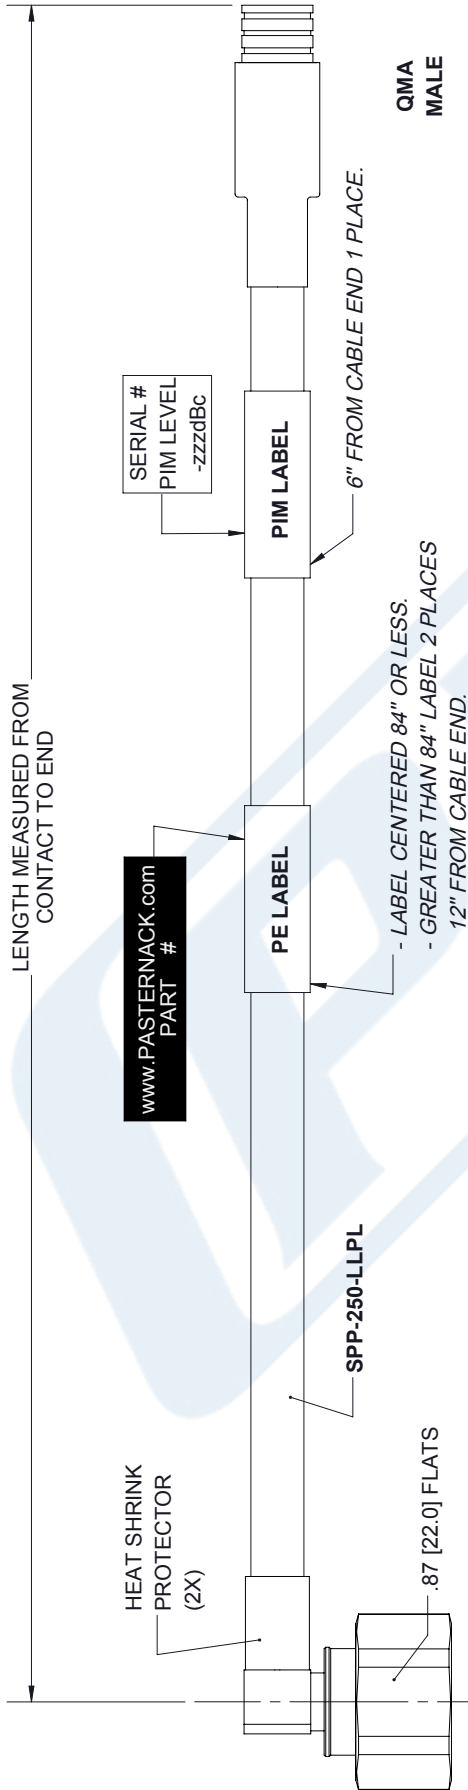 LENGTH MEASURED FROM
CONTACT TO END
HEAT SHRINK
PROTECTOR
(2X)
www.PASTERNACK.com
PART #
SERIAL #
PIM LEVEL
-zzzdBc
PE LABEL
PIM LABEL
.87 [22.0] FLATS
SPP-250-LLPL
- LABEL CENTERED 84" OR LESS.
- GREATER THAN 84" LABEL 2 PLACES
12" FROM CABLE END.
6" FROM CABLE END 1 PLACE.
QMA
MALE